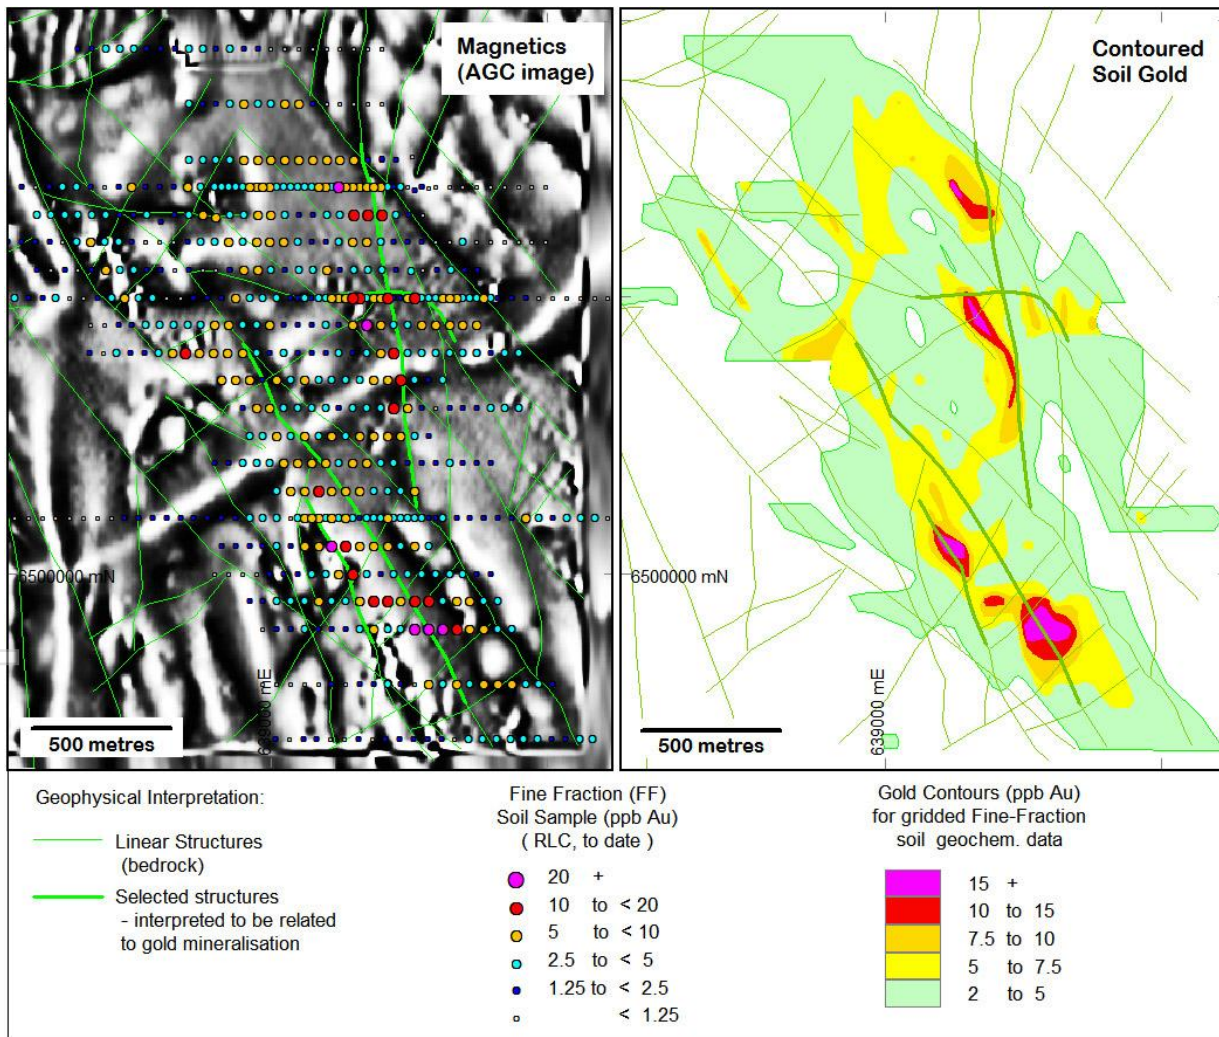 Magnetics
(AGC image)
Contoured
Soil Gold
6500000 mN
639000 mE
500 metres
6500000 mN
639000 mE
500 metres
Geophysical Interpretation:
Linear Structures
(bedrock)
Selected structures
- interpreted to be related
to gold mineralisation
Fine Fraction (FF)
Soil Sample (ppb Au)
( RLC, to date )
20 +
10 to < 20
5 to < 10
2.5 to < 5
1.25 to < 2.5
< 1.25
Gold Contours (ppb Au)
for gridded Fine-Fraction
soil geochem. data
15 +
10 to 15
7.5 to 10
5 to 7.5
2 to 5